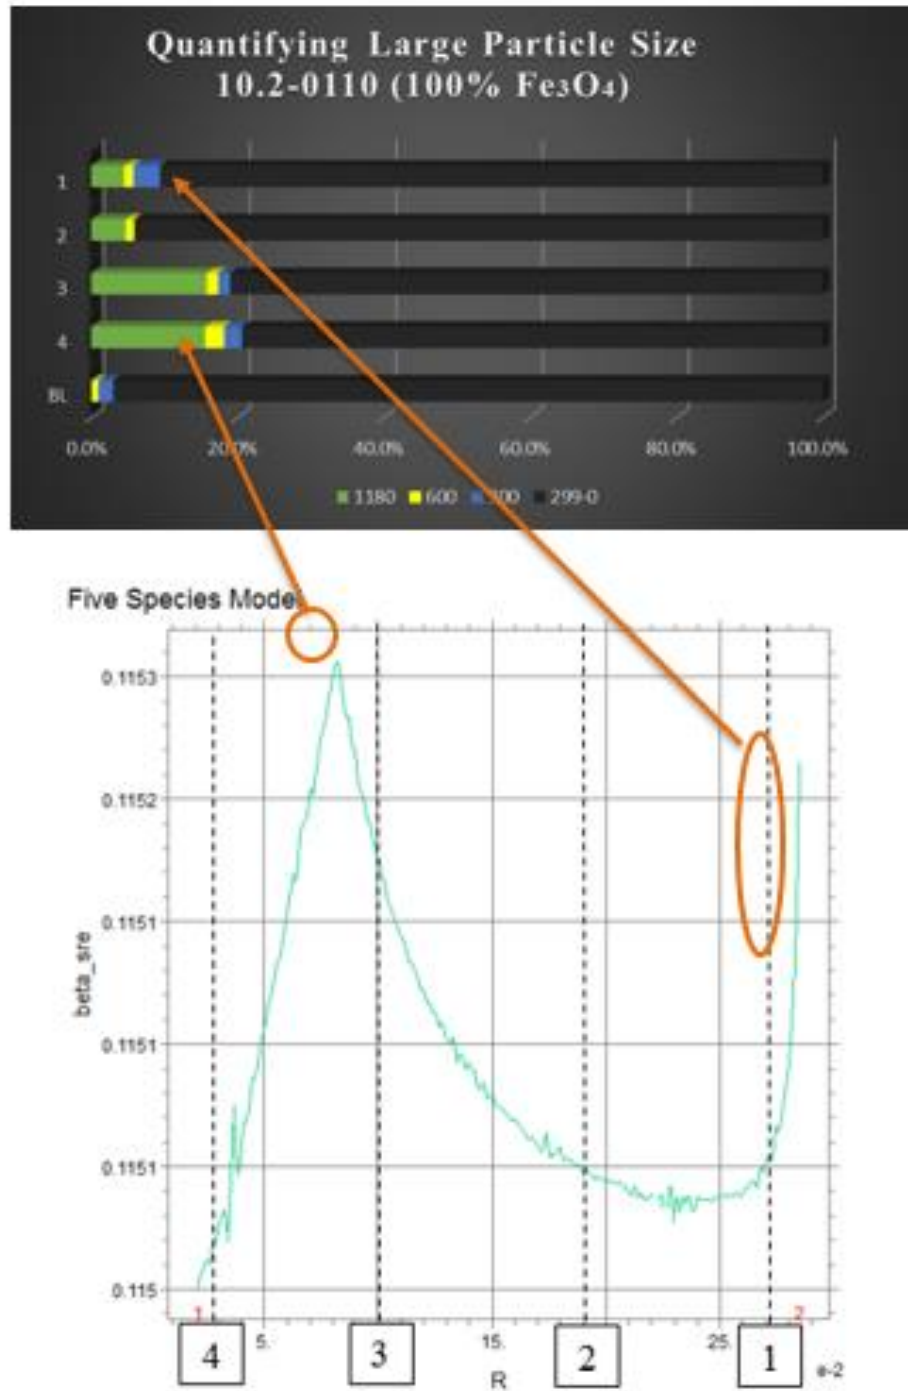 Quantifying Large Particle Size
10.2-0110 (100% Fe₃O₄)
1
2
3
4
BL
0.0% 20.0% 40.0% 60.0% 80.0% 100.0%
1180 600 300 299-0
Five Species Model
0.1153
0.1152
0.1151
0.1151
0.1151
0.115
beta_sre
1 2
5. 15. 25.
4 3 2 1
R e-2